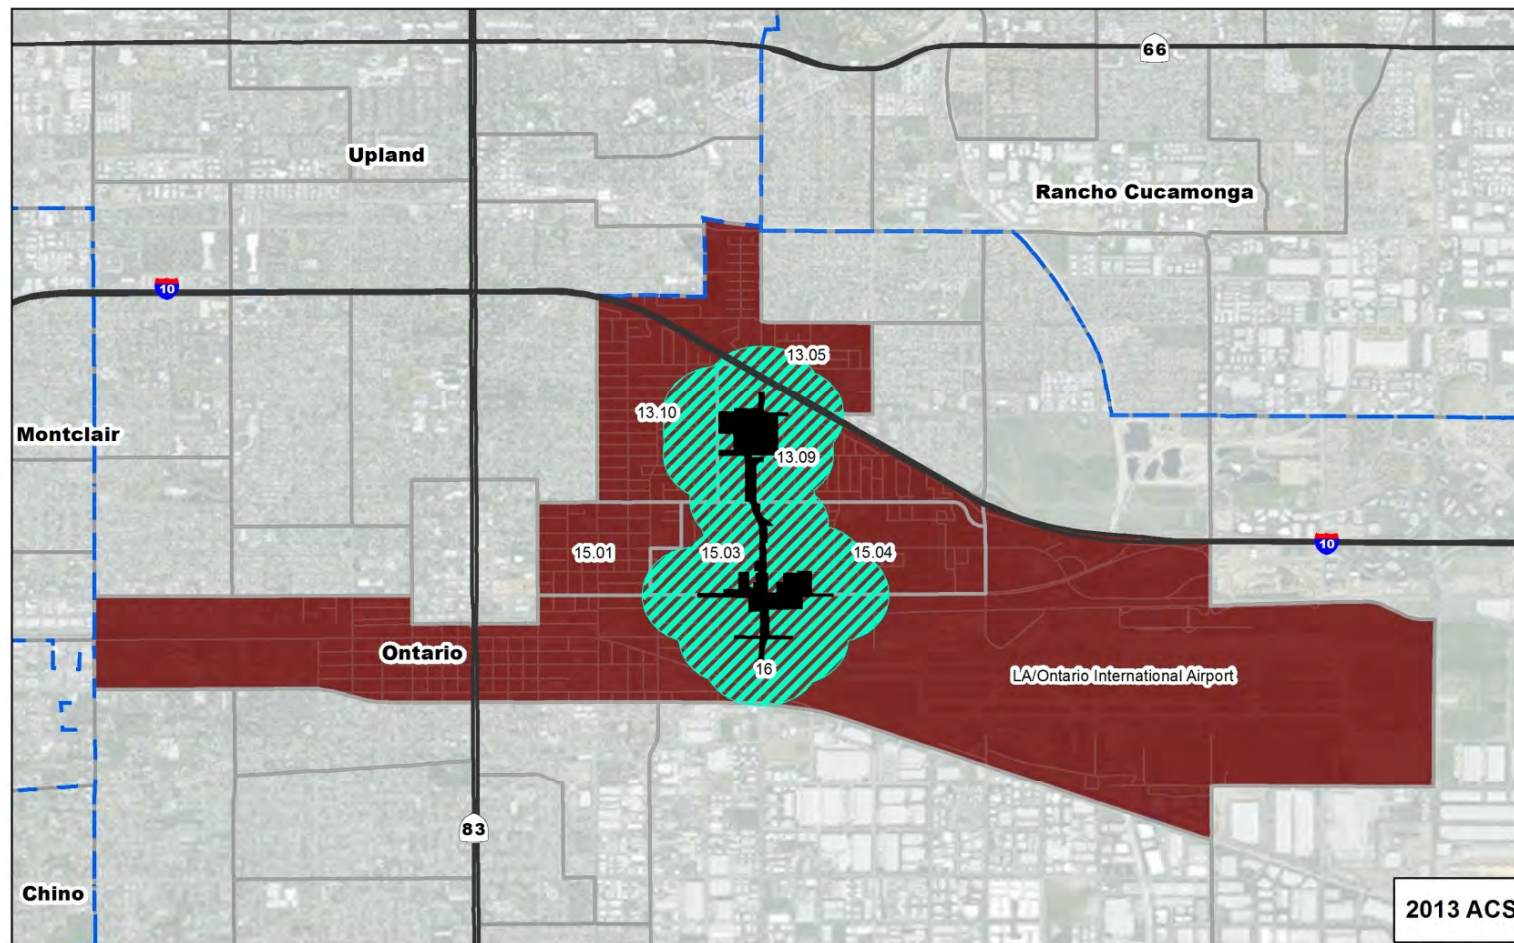 66
Upland
Rancho Cucamonga
10
13.05
13.10
Montclair
13.09
10
15.01
15.03
15.04
Ontario
16
LA/Ontario International Airport
83
Chino
2013 ACS